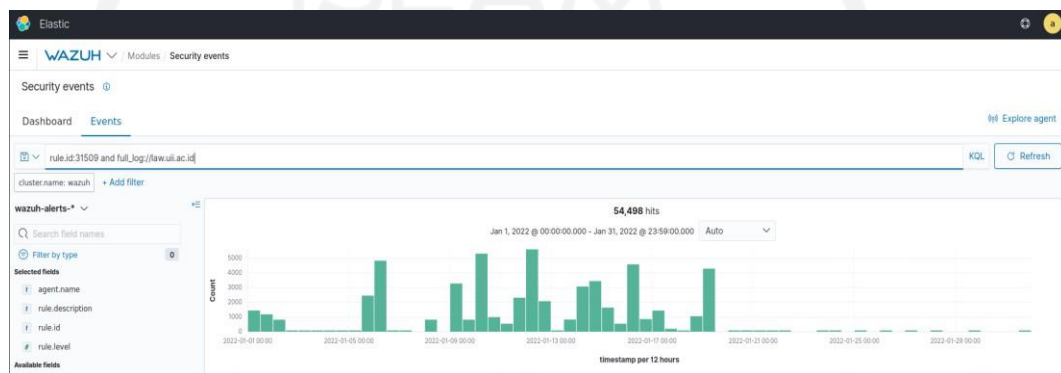 Elastic
a
WAZUH / Modules / Security events
Security events
Dashboard Events
Explore agent
rule.id:31509 and full_log://law.uii.ac.id
KQL
Refresh
cluster.name: wazuh + Add filter
wazuh-alerts-*
Search field names
Filter by type 0
Selected fields
t agent.name
t rule.description
t rule.id
# rule.level
Available fields
54,498 hits
Jan 1, 2022 @ 00:00:00.000 - Jan 31, 2022 @ 23:59:00.000 Auto
Count
5000
4000
3000
2000
1000
0
2022-01-01 00:00 2022-01-05 00:00 2022-01-09 00:00 2022-01-13 00:00 2022-01-17 00:00 2022-01-21 00:00 2022-01-25 00:00 2022-01-29 00:00
timestamp per 12 hours